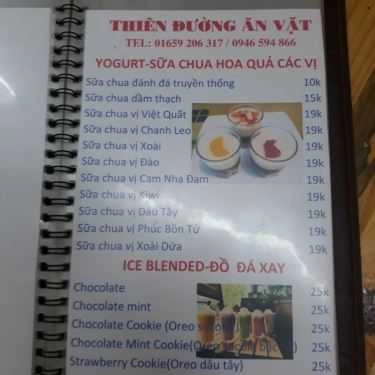 THIÊN ĐƯỜNG ĂN VẶT
TEL: 01659 206 317 / 0946 594 866
YOGURT-SỮA CHUA HOA QUẢ CÁC VỊ
Sữa chua đánh đá truyền thống 10k
Sữa chua dầm thạch 15k
Sữa chua vị Việt Quất 19k
Sữa chua vị Chanh Leo 19k
Sữa chua vị Xoài 19k
Sữa chua vị Đào 19k
Sữa chua vị Cam Nha Đam 19k
Sữa chua vị Kiwi 19k
Sữa chua vị Dâu Tây 19k
Sữa chua vị Phúc Bồn Tử 19k
Sữa chua vị Xoài Dứa 19k
ICE BLENDED-ĐỒ ĐÁ XAY
Chocolate 25k
Chocolate mint 25k
Chocolate Cookie (Oreo 25k
Chocolate Mint Cookie(Oreo 25k
Strawberry Cookie(Oreo dâu tây) 25k